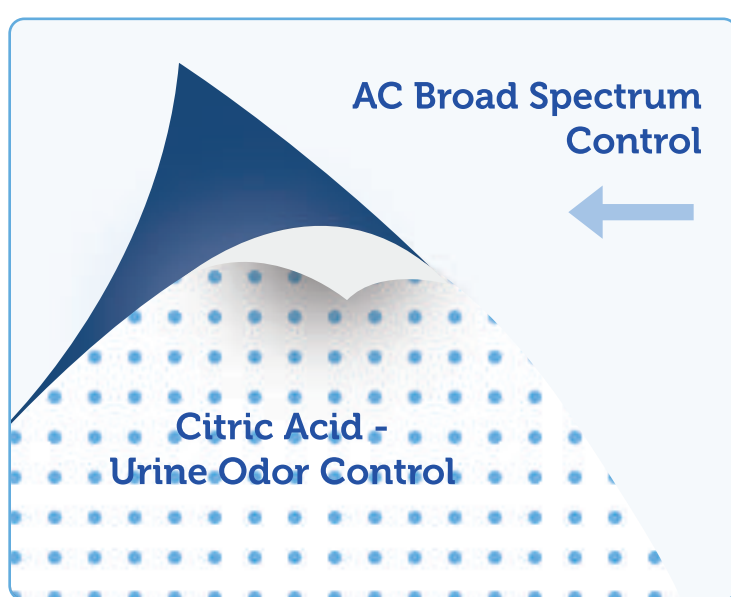 AC Broad Spectrum
Control
Citric Acid -
Urine Odor Control